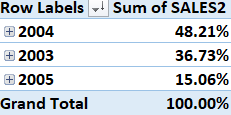 Row Labels Sum of SALES2
2004 48.21%
2003 36.73%
2005 15.06%
Grand Total 100.00%